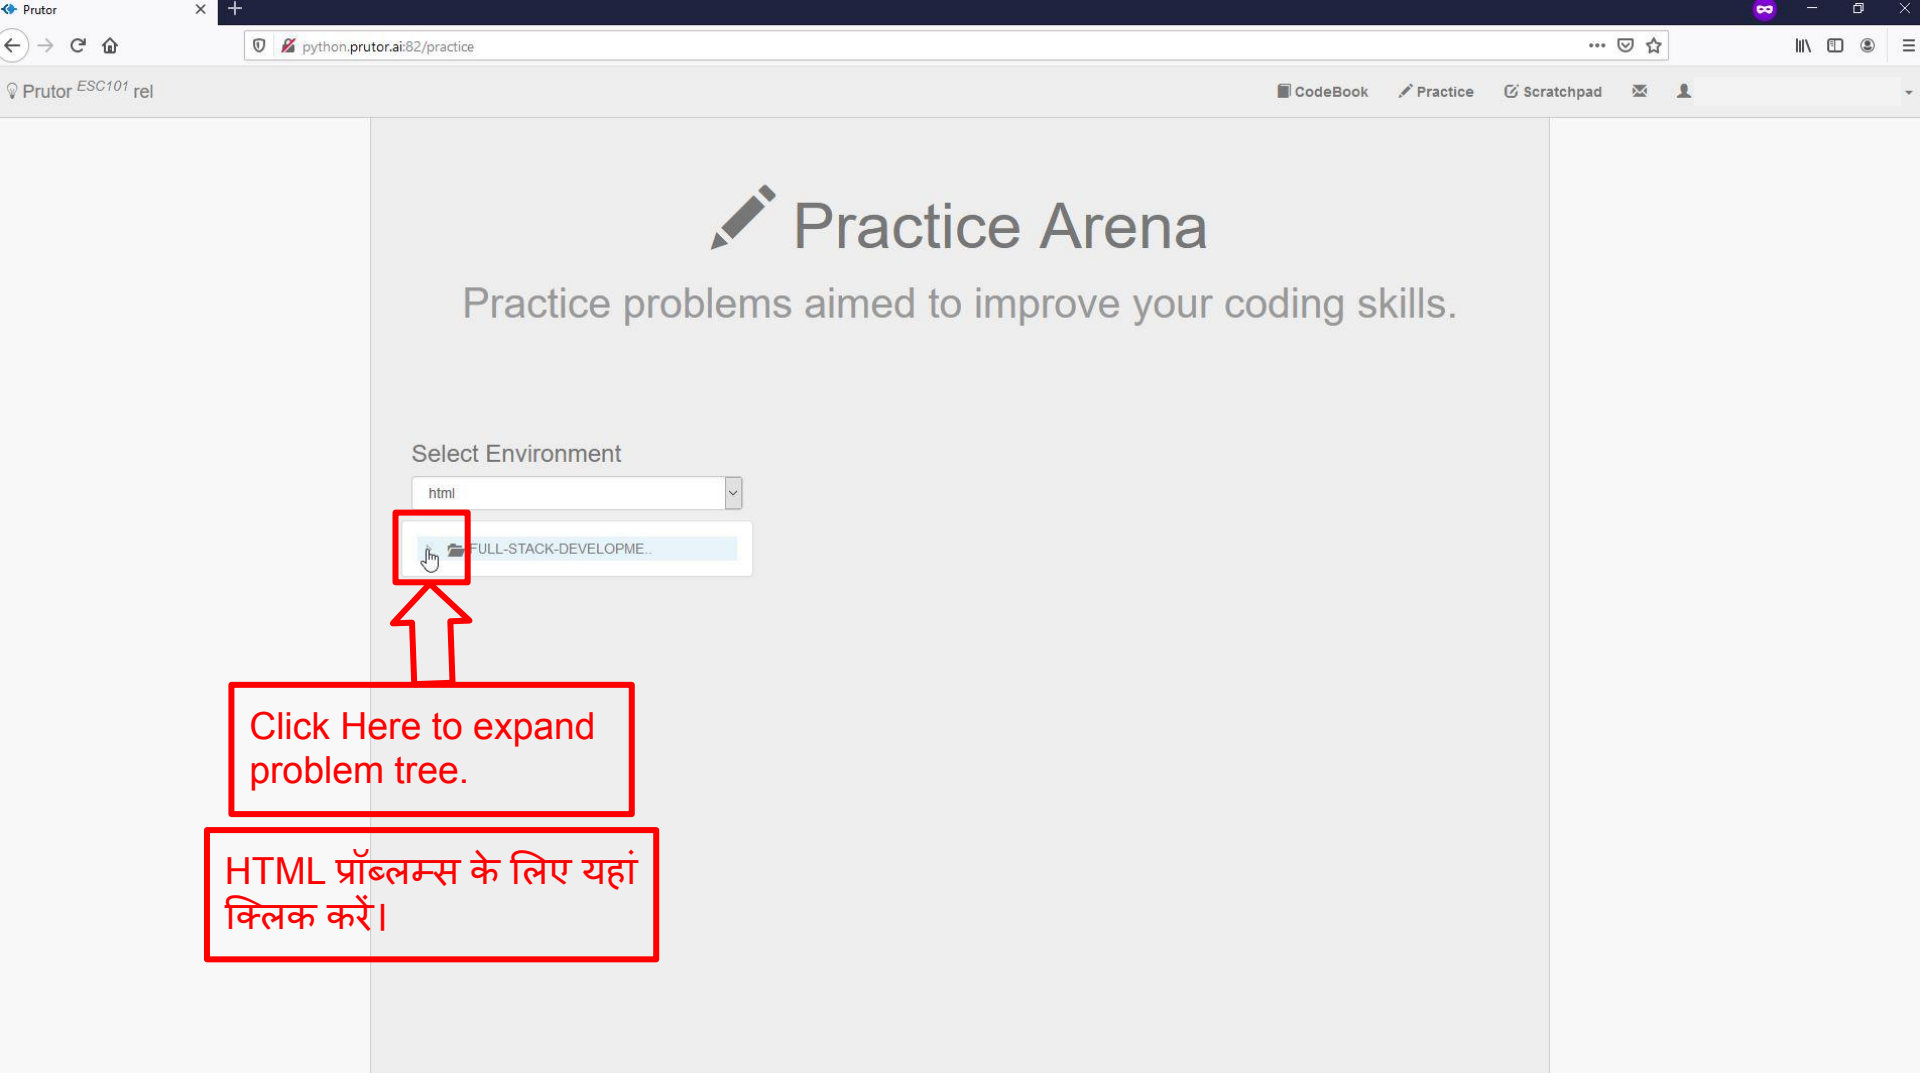 Prutor
python.prutor.ai:82/practice
Prutor ESC101 rel
CodeBook
Practice
Scratchpad
Practice Arena
Practice problems aimed to improve your coding skills.
Select Environment
html
FULL-STACK-DEVELOPME..
Click Here to expand
problem tree.
HTML प्रॉब्लम्स के लिए यहां
क्लिक करें।